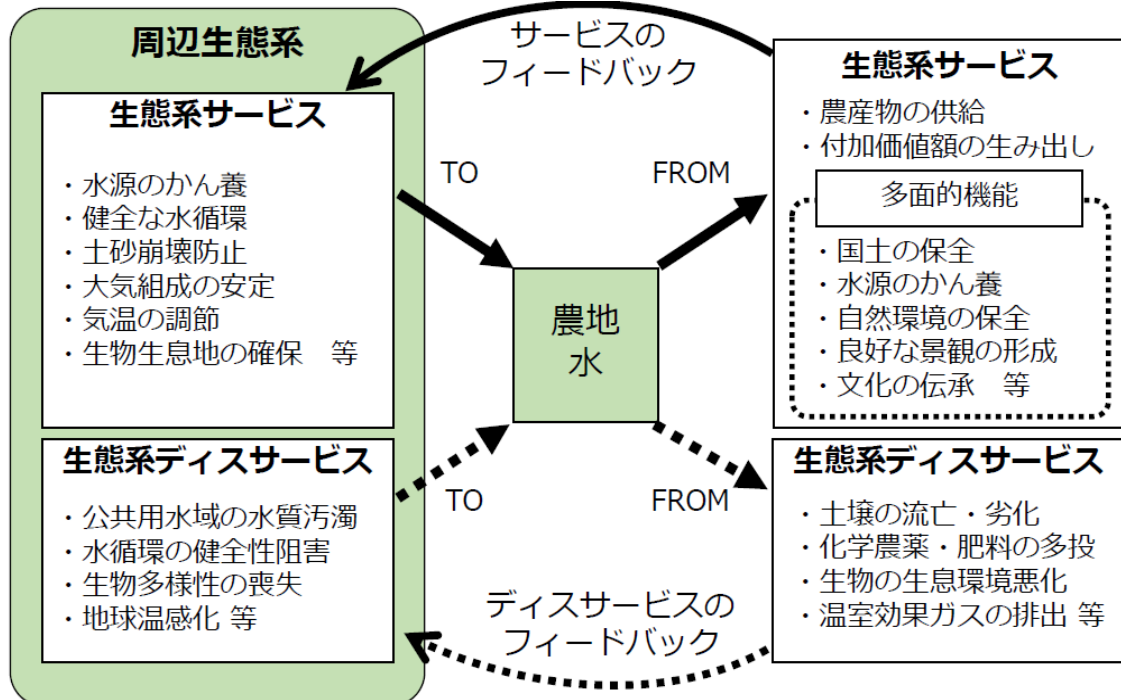 周辺生態系
生態系サービス
・水源のかん養
・健全な水循環
・土砂崩壊防止
・大気組成の安定
・気温の調節
・生物生息地の確保　等
生態系ディスサービス
・公共用水域の水質汚濁
・水循環の健全性阻害
・生物多様性の喪失
・地球温感化 等
サービスの
フィードバック
TO
FROM
農地
水
TO
FROM
ディスサービスの
フィードバック
生態系サービス
・農産物の供給
・付加価値額の生み出し
多面的機能
・国土の保全
・水源のかん養
・自然環境の保全
・良好な景観の形成
・文化の伝承　等
生態系ディスサービス
・土壌の流亡・劣化
・化学農薬・肥料の多投
・生物の生息環境悪化
・温室効果ガスの排出 等